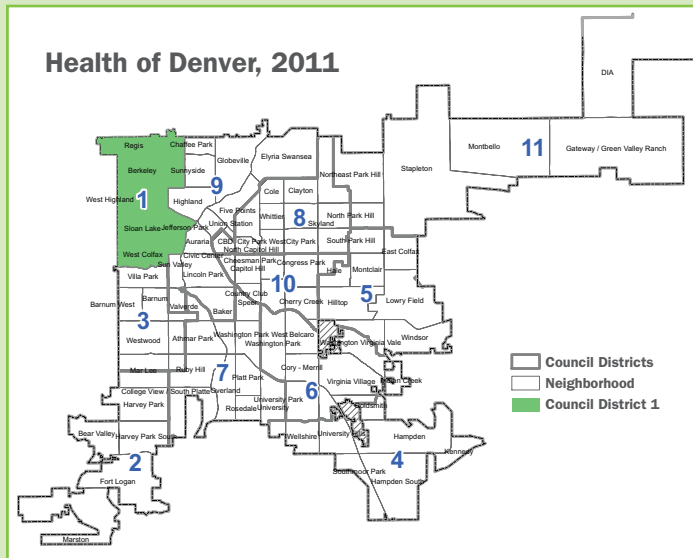 Health of Denver, 2011
DIA
Regis
Chaffee Park
Elyria Swansea
Montbello
11
Gateway / Green Valley Ranch
Globeville
Berkeley
Sunnyside
Stapleton
Northeast Park Hill
9
Cole
Clayton
West Highland
1
Highland
Five Points
Whittier
8
Skyland
North Park Hill
Union Station
Sloan Lake
Jefferson Park
Auraria
CBD
City Park West
City Park
South Park Hill
North Capitol Hill
East Colfax
West Colfax
Civic Center
Cheesman Park
Congress Park
Sun Valley
Capitol Hill
Hale
Montclair
Villa Park
Lincoln Park
10
Country Club
5
Barnum West
Barnum
Valverde
Speer
Cherry Creek
Hilltop
Lowry Field
Baker
3
Westwood
Athmar Park
Washington Park West
Belcaro
Washington Park
Washington Virginia Vale
Windsor
Mar Lee
Ruby Hill
7
Platt Park
Cory - Merrill
6
Virginia Village
Indian Creek
Council Districts
Neighborhood
Council District 1
College View / South Platte
Overland
University Park
Harvey Park
Rosedale
University
Goldsmith
Bear Valley
Harvey Park South
Wellshire
University Hills
Hampden
Kennedy
2
4
Southmoor Park
Fort Logan
Hampden South
Marston